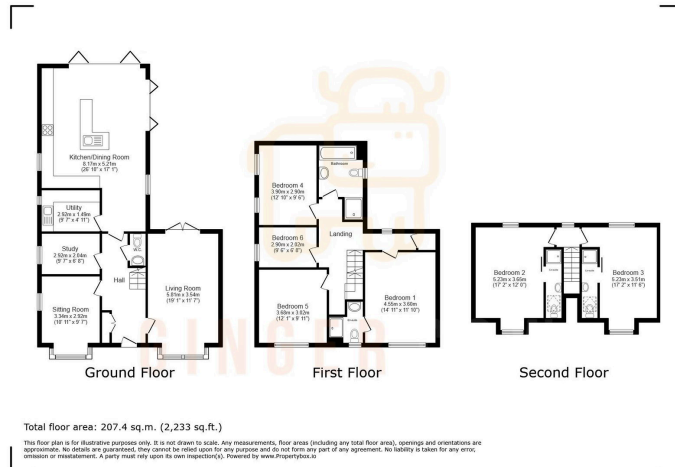 Kitchen/Dining Room
8.17m x 5.21m
(26' 10" x 17' 1")
Utility
2.92m x 1.49m
(9' 7" x 4' 11")
W.C.
Study
2.92m x 2.04m
(9' 7" x 6' 8")
Hall
Living Room
5.81m x 3.54m
(19' 1" x 11' 7")
Sitting Room
3.34m x 2.92m
(10' 11" x 9' 7")
Ground Floor
Bathroom
Bedroom 4
3.90m x 2.90m
(12' 10" x 9' 6")
Landing
Bedroom 6
2.90m x 2.02m
(9' 6" x 6' 8")
Bedroom 5
3.68m x 3.02m
(12' 1" x 9' 11")
Bedroom 1
4.55m x 3.60m
(14' 11" x 11' 10")
First Floor
Bedroom 2
5.23m x 3.65m
(17' 2" x 12' 0")
Bedroom 3
5.23m x 3.51m
(17' 2" x 11' 6")
Second Floor
GINGER
Total floor area: 207.4 sq.m. (2,233 sq.ft.)
This floor plan is for illustrative purposes only. It is not drawn to scale. Any measurements, floor areas (including any total floor area), openings and orientations are
approximate. No details are guaranteed, they cannot be relied upon for any purpose and do not form any part of any agreement. No liability is taken for any error,
omission or misstatement. A party must rely upon its own inspection(s). Powered by www.Propertybox.io